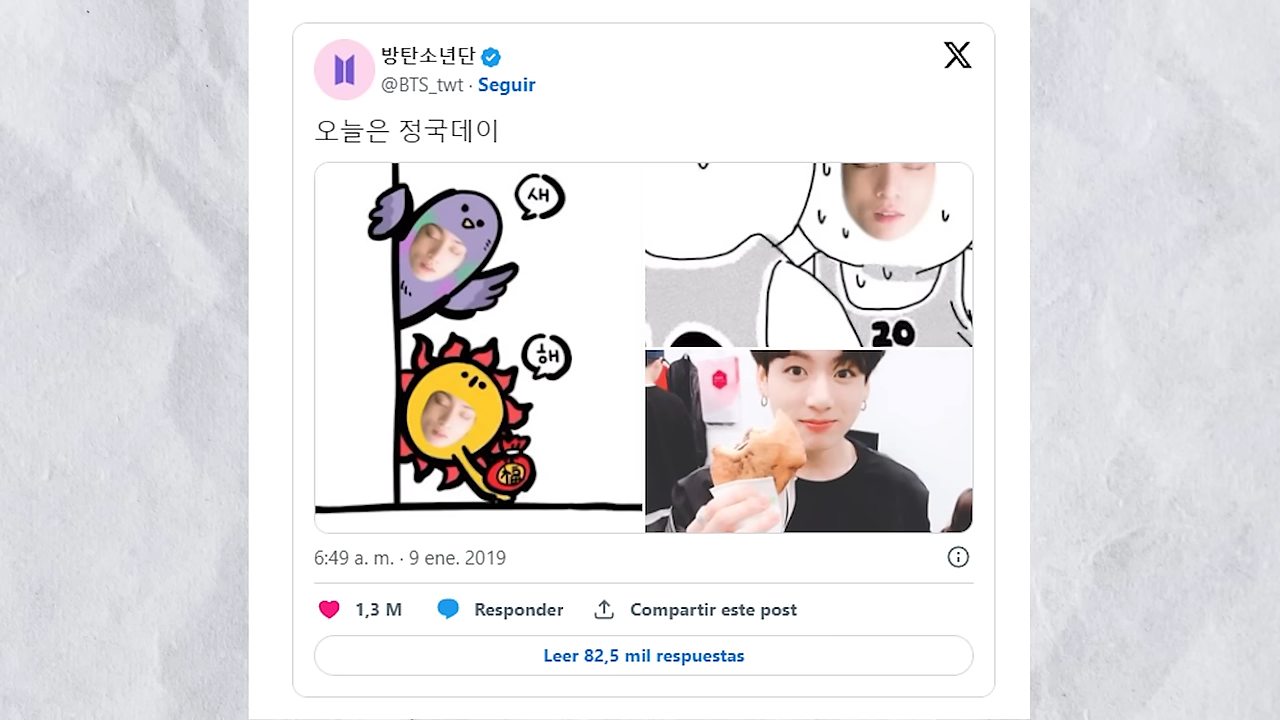 방탄소년단
@BTS_twt · Seguir
오늘은 정국데이
새
해
福
20
6:49 a. m. · 9 ene. 2019
1,3 M Responder Compartir este post
Leer 82,5 mil respuestas